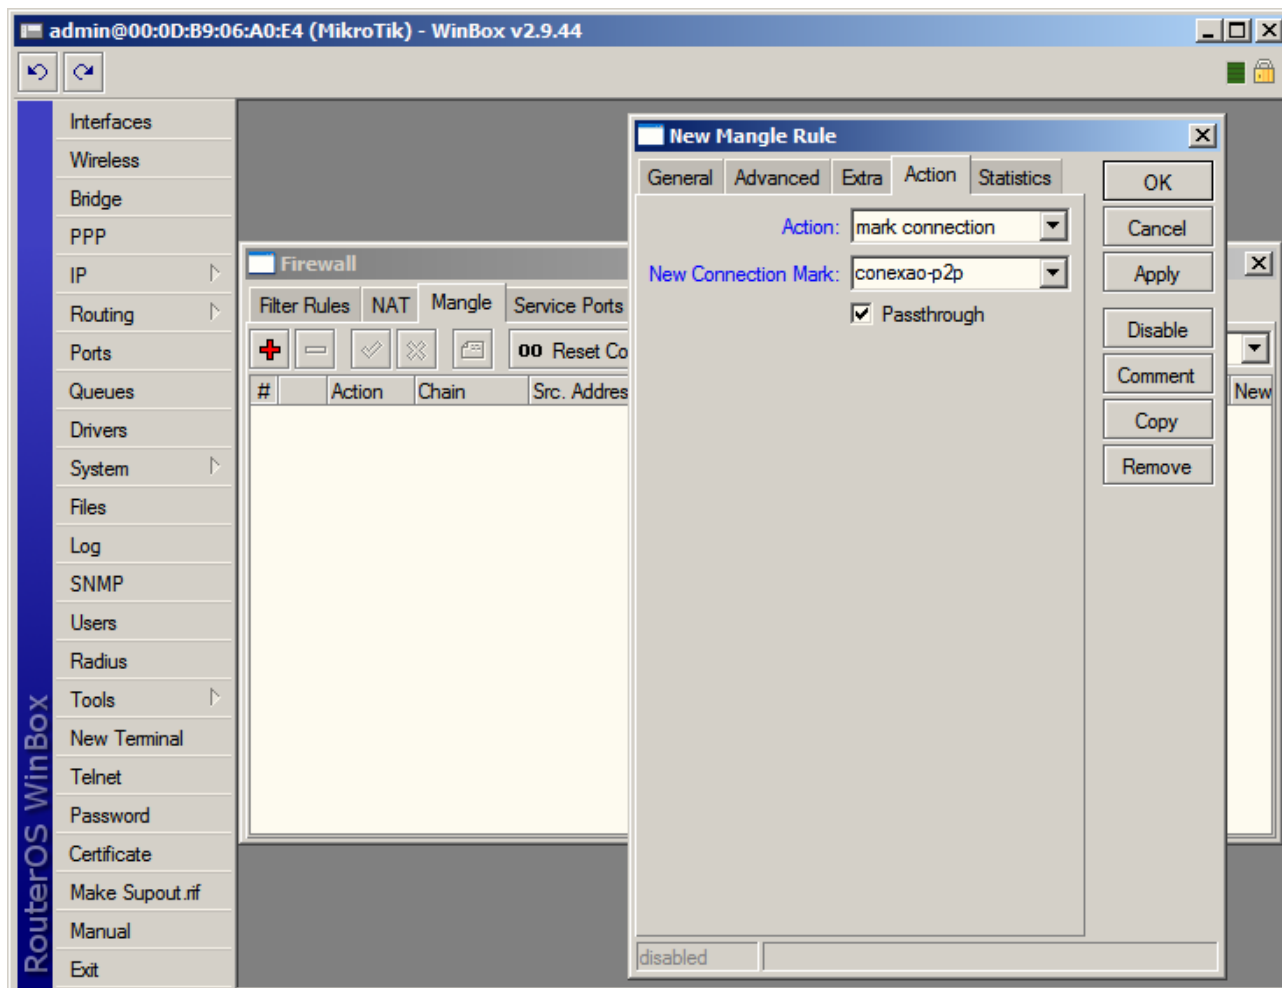 admin@00:0D:B9:06:A0:E4 (MikroTik) - WinBox v2.9.44
RouterOS WinBox
Interfaces
Wireless
Bridge
PPP
IP
Routing
Ports
Queues
Drivers
System
Files
Log
SNMP
Users
Radius
Tools
New Terminal
Telnet
Password
Certificate
Make Supout.rif
Manual
Exit
Firewall
Filter Rules NAT Mangle Service Ports
00 Reset Co
# Action Chain Src. Addres New
New Mangle Rule
General Advanced Extra Action Statistics
Action: mark connection
New Connection Mark: conexao-p2p
Passthrough
OK
Cancel
Apply
Disable
Comment
Copy
Remove
disabled